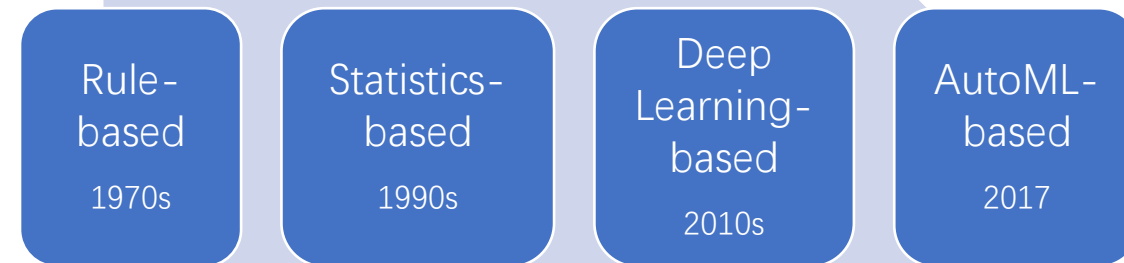 Rule-
based
1970s
Statistics-
based
1990s
Deep
Learning-
based
2010s
AutoML-
based
2017